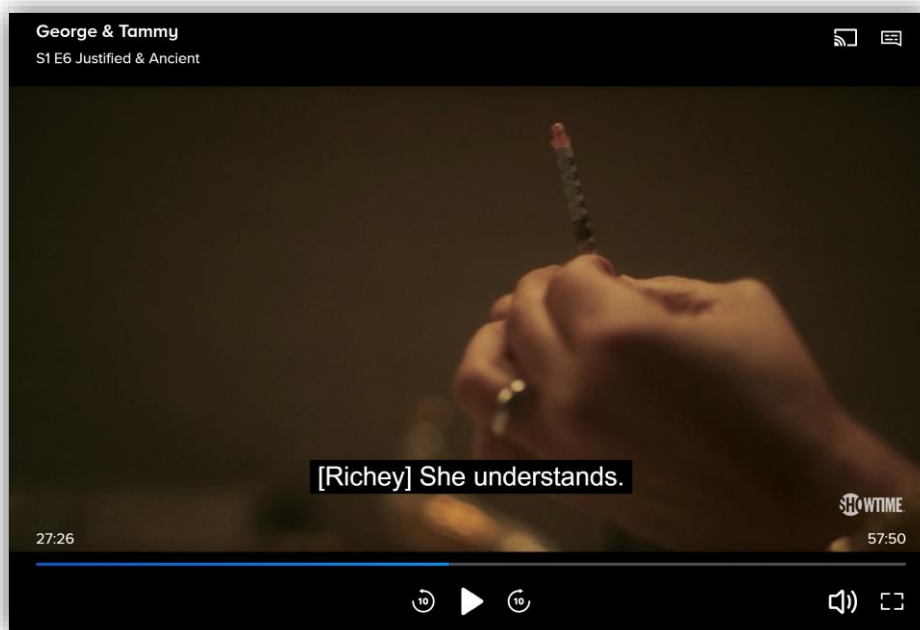 George & Tammy
S1 E6 Justified & Ancient
[Richey] She understands.
SHOWTIME
27:26
57:50
10
10